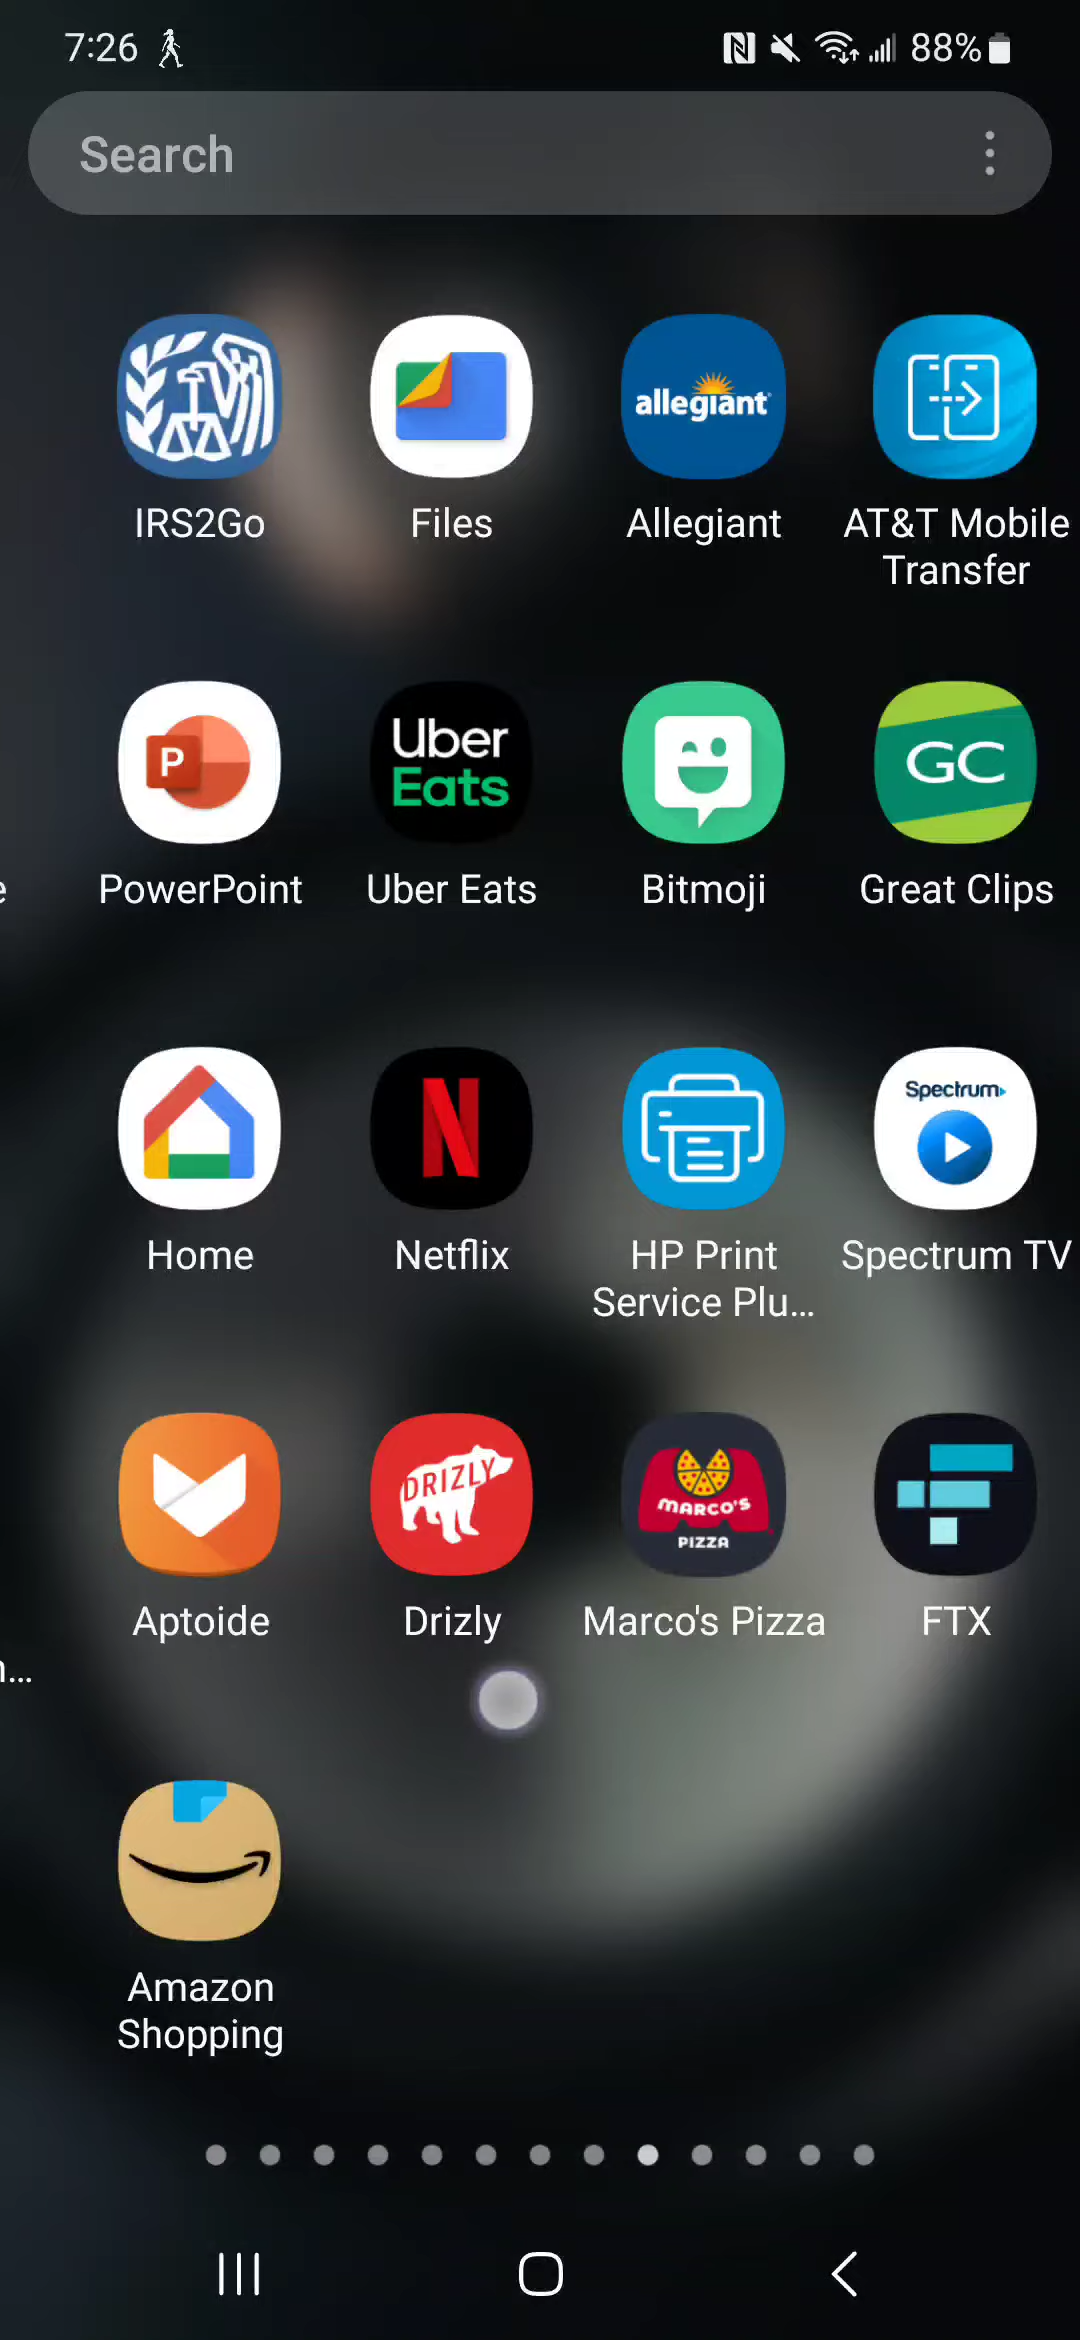 7:26
88%
Search
allegiant
IRS2Go
Files
Allegiant
AT&T Mobile
Transfer
P
Uber
Eats
GC
e
PowerPoint
Uber Eats
Bitmoji
Great Clips
N
Spectrum
Home
Netflix
HP Print
Service Plu...
Spectrum TV
DRIZLY
MARCO'S
PIZZA
Aptoide
Drizly
Marco's Pizza
FTX
...
Amazon
Shopping